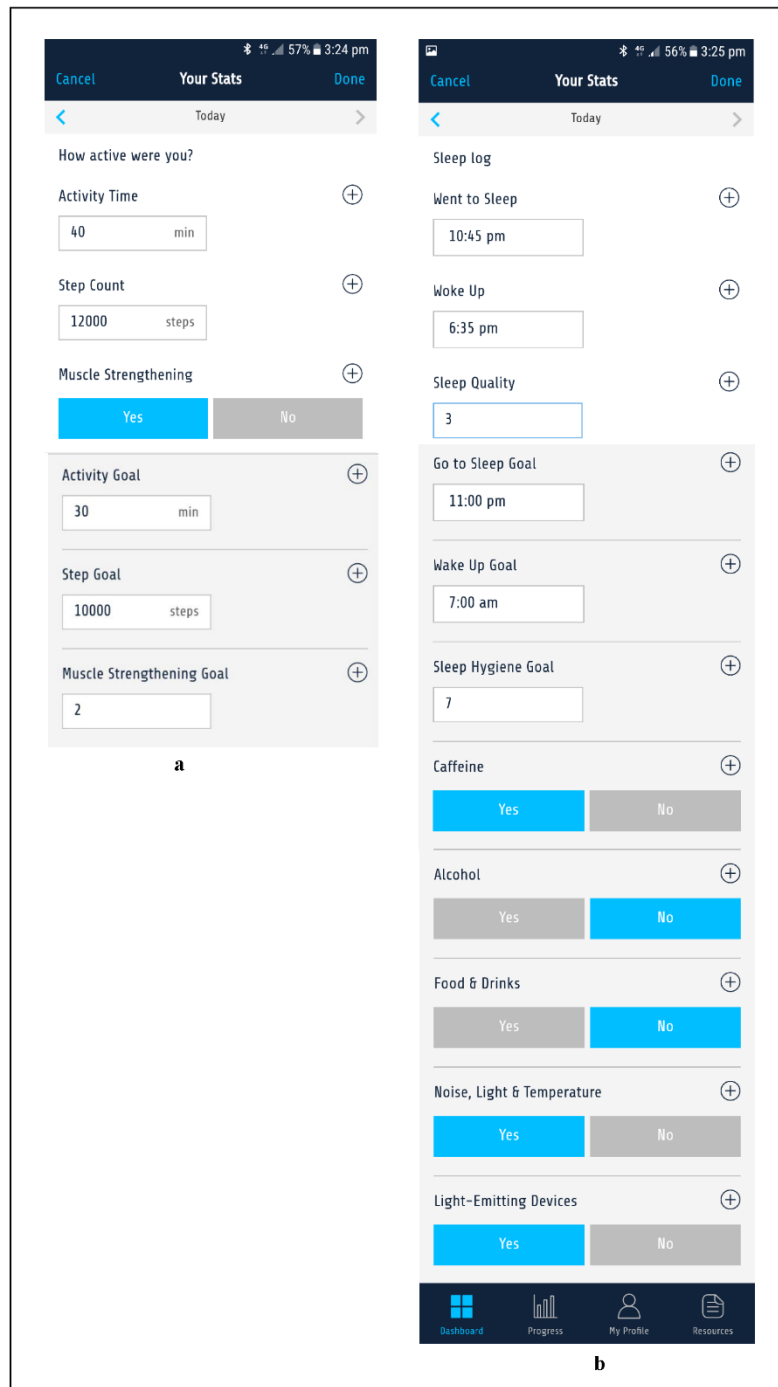 4G 57% 3:24 pm
Cancel Your Stats Done
Today
How active were you?
Activity Time
40 min
Step Count
12000 steps
Muscle Strengthening
Yes No
Activity Goal
30 min
Step Goal
10000 steps
Muscle Strengthening Goal
2
a
4G 56% 3:25 pm
Cancel Your Stats Done
Today
Sleep log
Went to Sleep
10:45 pm
Woke Up
6:35 pm
Sleep Quality
3
Go to Sleep Goal
11:00 pm
Wake Up Goal
7:00 am
Sleep Hygiene Goal
7
Caffeine
Yes No
Alcohol
Yes No
Food & Drinks
Yes No
Noise, Light & Temperature
Yes No
Light-Emitting Devices
Yes No
Dashboard Progress My Profile Resources
b